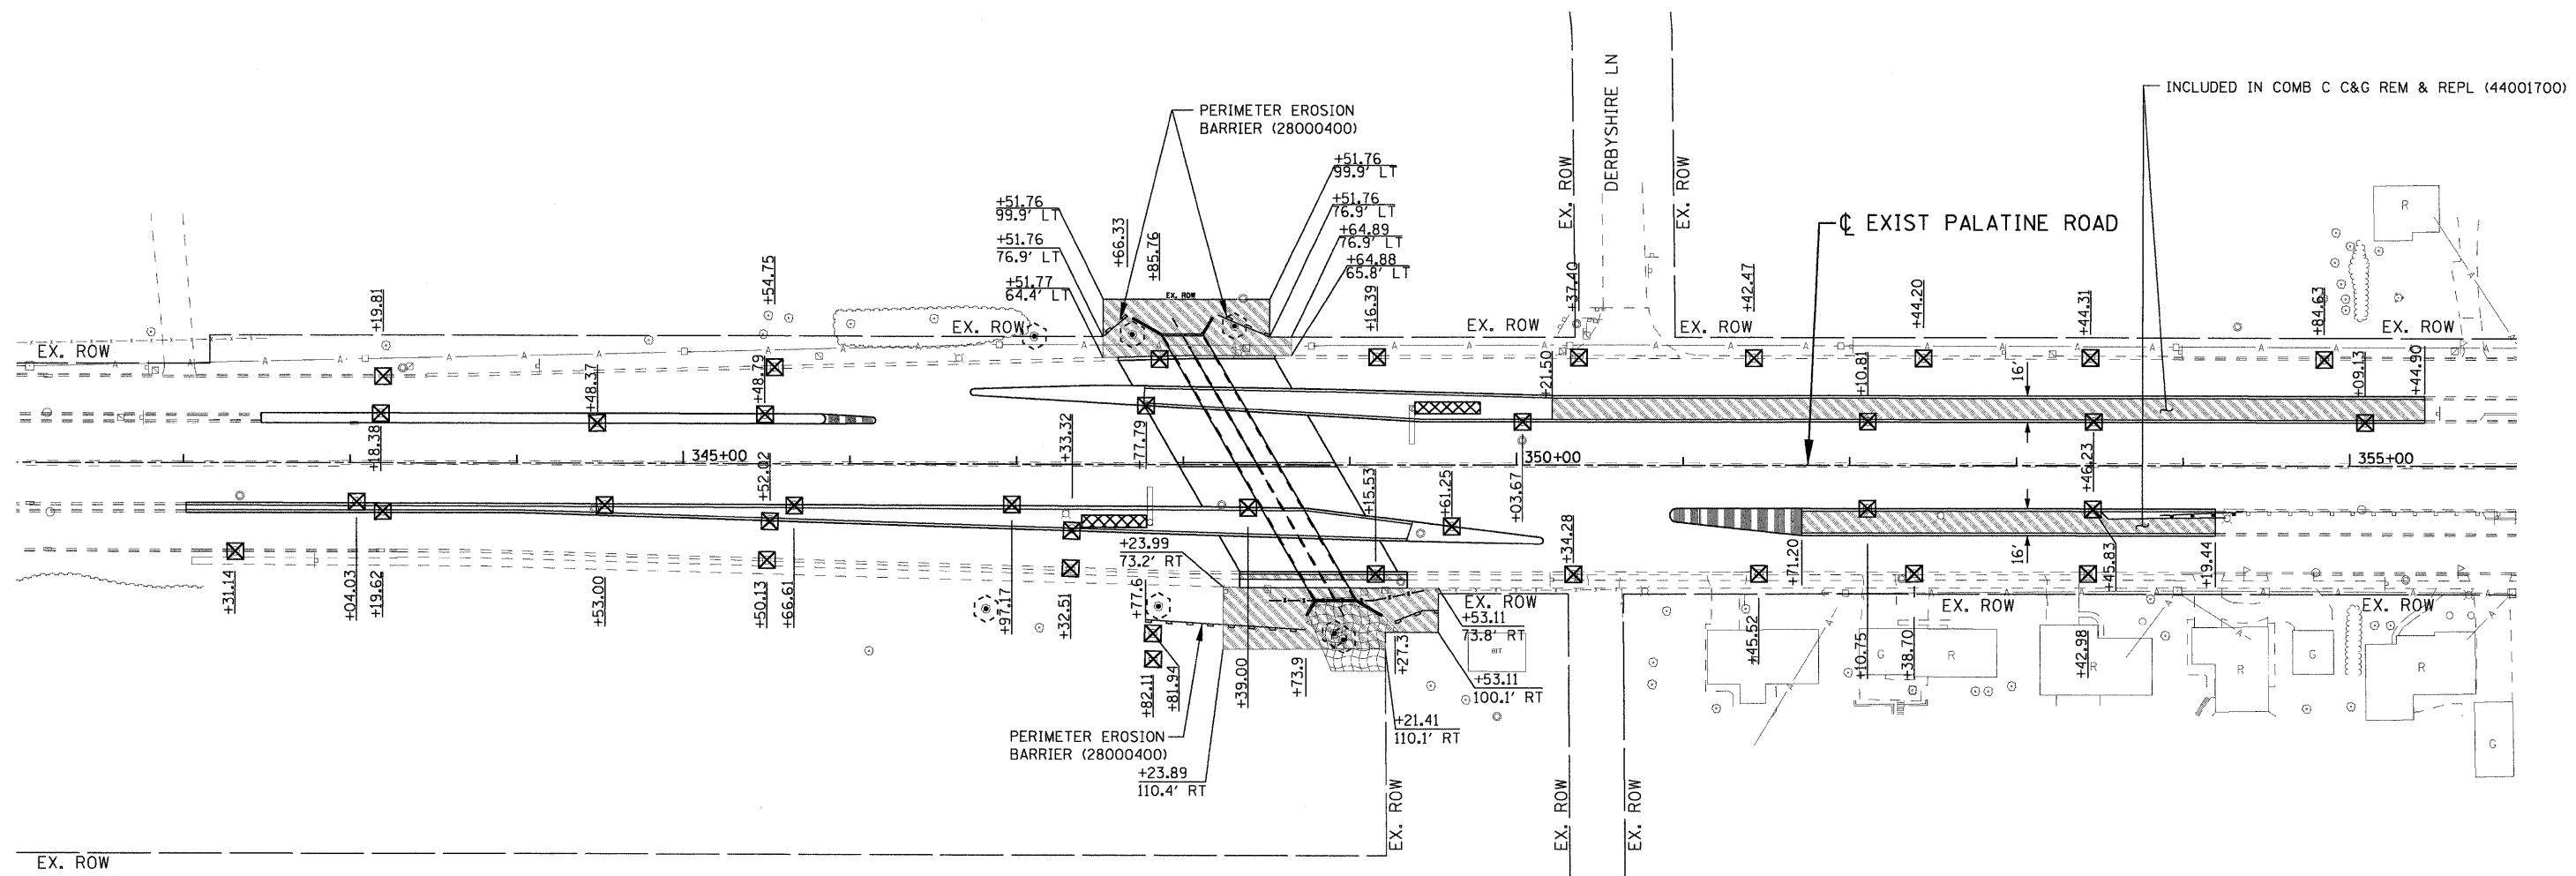 INCLUDED IN COMB C C&G REM & REPL (44001700)
PERIMETER EROSION
BARRIER (28000400)
DERBYSHIRE LN
EX. ROW
EX. ROW
℄ EXIST PALATINE ROAD
+51.76
99.9' LT
+51.76
76.9' LT
+64.89
76.9' LT
+64.88
65.8' LT
+51.76
99.9' LT
+51.76
76.9' LT
+51.77
64.4' LT
+66.33
+85.76
EX. ROW
+19.81
+54.75
+16.39
+37.40
+42.47
+44.20
+44.31
+84.63
R
EX. ROW
EX. ROW
EX. ROW
EX. ROW
EX. ROW
+48.37
+48.79
+21.50
+10.81
16'
+09.13
+44.90
+18.38
+52.02
+33.32
+77.79
+15.53
+61.25
+03.67
+46.23
345+00
350+00
355+00
+31.14
+04.03
+19.62
+53.00
+50.13
+66.61
+97.17
+32.51
+77.6
+23.99
73.2' RT
+34.28
+71.20
16'
+45.83
+19.44
EX. ROW
EX. ROW
EX. ROW
+53.11
73.8' RT
+82.11
+81.94
+39.00
+73.9
+27.3
BIT
+45.52
+10.75
+38.70
+42.98
G
R
R
R
G
R
G
+53.11
100.1' RT
+21.41
110.1' RT
PERIMETER EROSION
BARRIER (28000400)
+23.89
110.4' RT
EX. ROW
EX. ROW
EX. ROW
EX. ROW